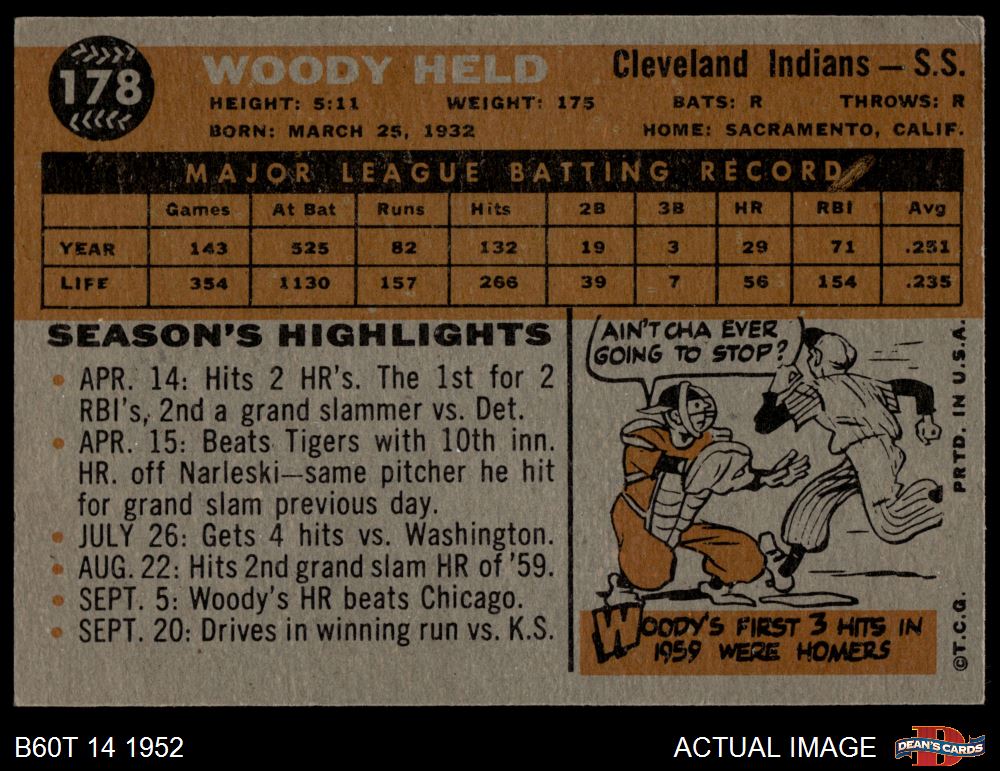 178
WOODY HELD
Cleveland Indians — S.S.
HEIGHT: 5:11 WEIGHT: 175 BATS: R THROWS: R
BORN: MARCH 25, 1932 HOME: SACRAMENTO, CALIF.
MAJOR LEAGUE BATTING RECORD
Games At Bat Runs Hits 2B 3B HR RBI Avg
YEAR 143 525 82 132 19 3 29 71 .251
LIFE 354 1130 157 266 39 7 56 154 .235
SEASON'S HIGHLIGHTS
• APR. 14: Hits 2 HR's. The 1st for 2
RBI's, 2nd a grand slammer vs. Det.
• APR. 15: Beats Tigers with 10th inn.
HR. off Narleski—same pitcher he hit
for grand slam previous day.
• JULY 26: Gets 4 hits vs. Washington.
• AUG. 22: Hits 2nd grand slam HR of '59.
• SEPT. 5: Woody's HR beats Chicago.
• SEPT. 20: Drives in winning run vs. K.S.
AIN'T CHA EVER
GOING TO STOP?
WOODY'S FIRST 3 HITS IN
1959 WERE HOMERS
©T.C.G. PRTD. IN U.S.A.
B60T 14 1952
ACTUAL IMAGE
DEAN'S CARDS